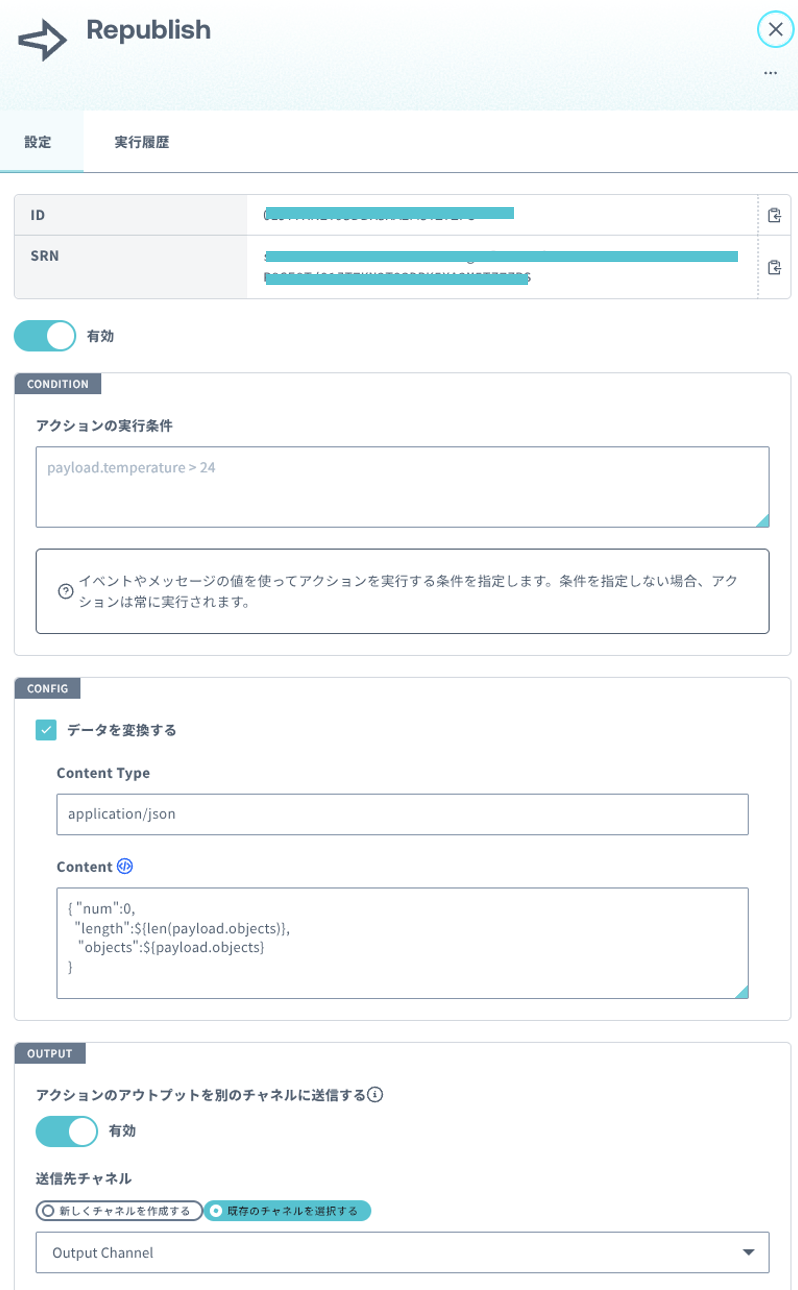 Republish
...
設定
実行履歴
ID
SRN
有効
CONDITION
アクションの実行条件
payload.temperature > 24
イベントやメッセージの値を使ってアクションを実行する条件を指定します。条件を指定しない場合、アク
ションは常に実行されます。
CONFIG
データを変換する
Content Type
application/json
Content
{ "num":0,
"length":${len(payload.objects)},
"objects":${payload.objects}
}
OUTPUT
アクションのアウトプットを別のチャネルに送信する
有効
送信先チャネル
新しくチャネルを作成する
既存のチャネルを選択する
Output Channel